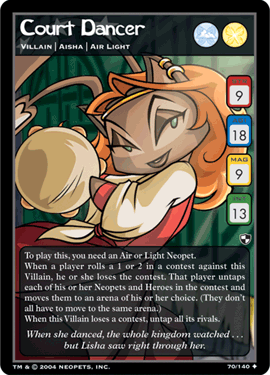 Court Dancer
VILLAIN | AISHA | AIR LIGHT
9
18
MAG
9
13
To play this, you need an Air or Light Neopet.
When a player rolls a 1 or 2 in a contest against this
Villain, he or she loses the contest. That player untaps
each of his or her Neopets and Heroes in the contest and
moves them to an arena of his or her choice. (They don't
all have to move to the same arena.)
When this Villain loses a contest, untap all its rivals.
When she danced, the whole kingdom watched . . .
but Lisha saw right through her.
TM & © 2004 NEOPETS, INC.
70/140 ◆